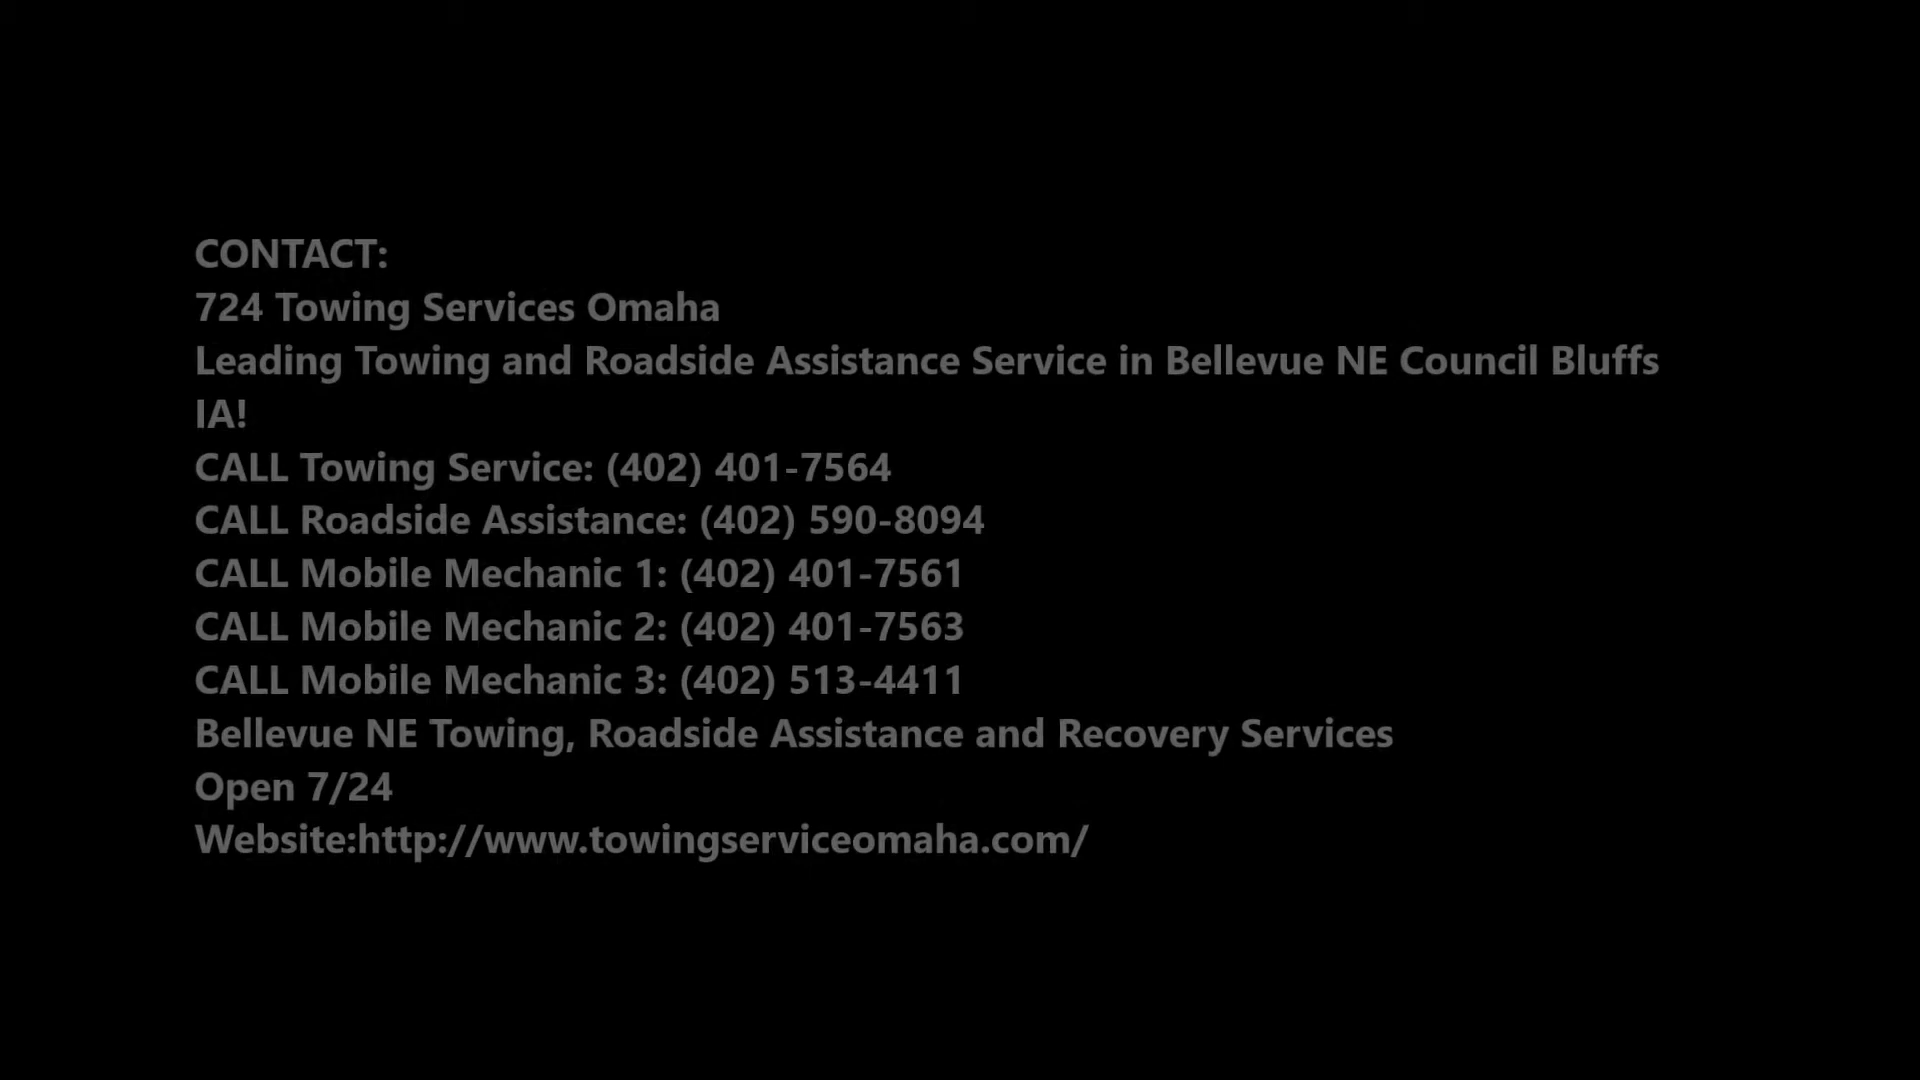 CONTACT:
724 Towing Services Omaha
Leading Towing and Roadside Assistance Service in Bellevue NE Council Bluffs
IA!
CALL Towing Service: (402) 401-7564
CALL Roadside Assistance: (402) 590-8094
CALL Mobile Mechanic 1: (402) 401-7561
CALL Mobile Mechanic 2: (402) 401-7563
CALL Mobile Mechanic 3: (402) 513-4411
Bellevue NE Towing, Roadside Assistance and Recovery Services
Open 7/24
Website:http://www.towingserviceomaha.com/